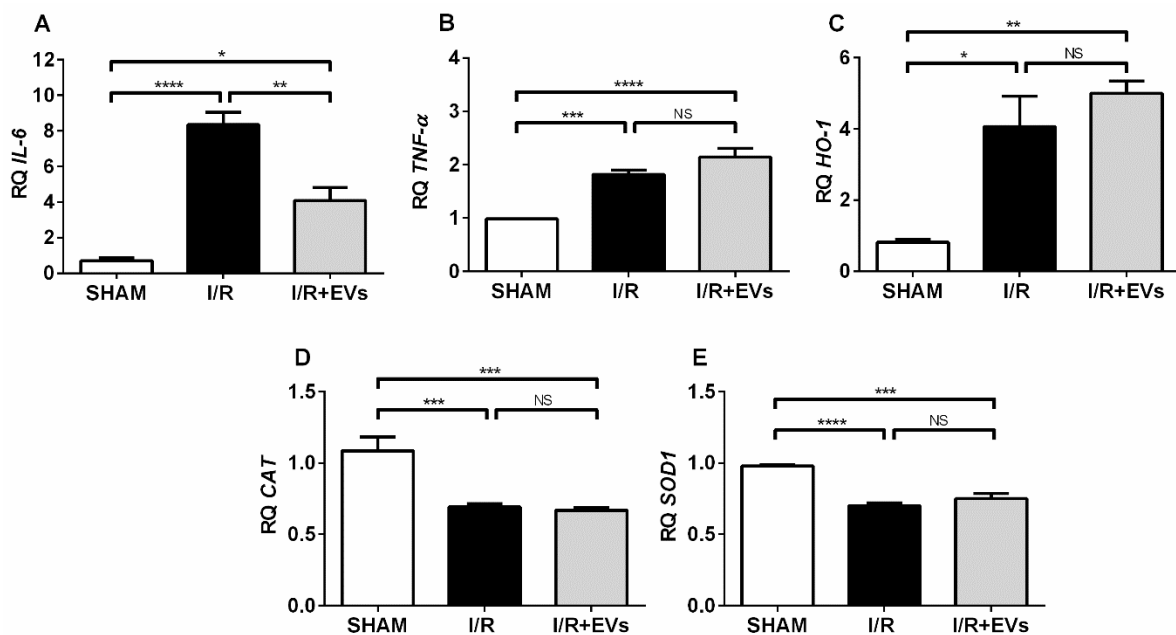 A
RQ IL-6
12
10
8
6
4
2
0
*
****
**
SHAM
I/R
I/R+EVs
B
RQ TNF-α
4
3
2
1
0
****
***
NS
SHAM
I/R
I/R+EVs
C
RQ HO-1
6
4
2
0
**
*
NS
SHAM
I/R
I/R+EVs
D
RQ CAT
1.5
1.0
0.5
0.0
***
***
NS
SHAM
I/R
I/R+EVs
E
RQ SOD1
1.5
1.0
0.5
0.0
***
****
NS
SHAM
I/R
I/R+EVs